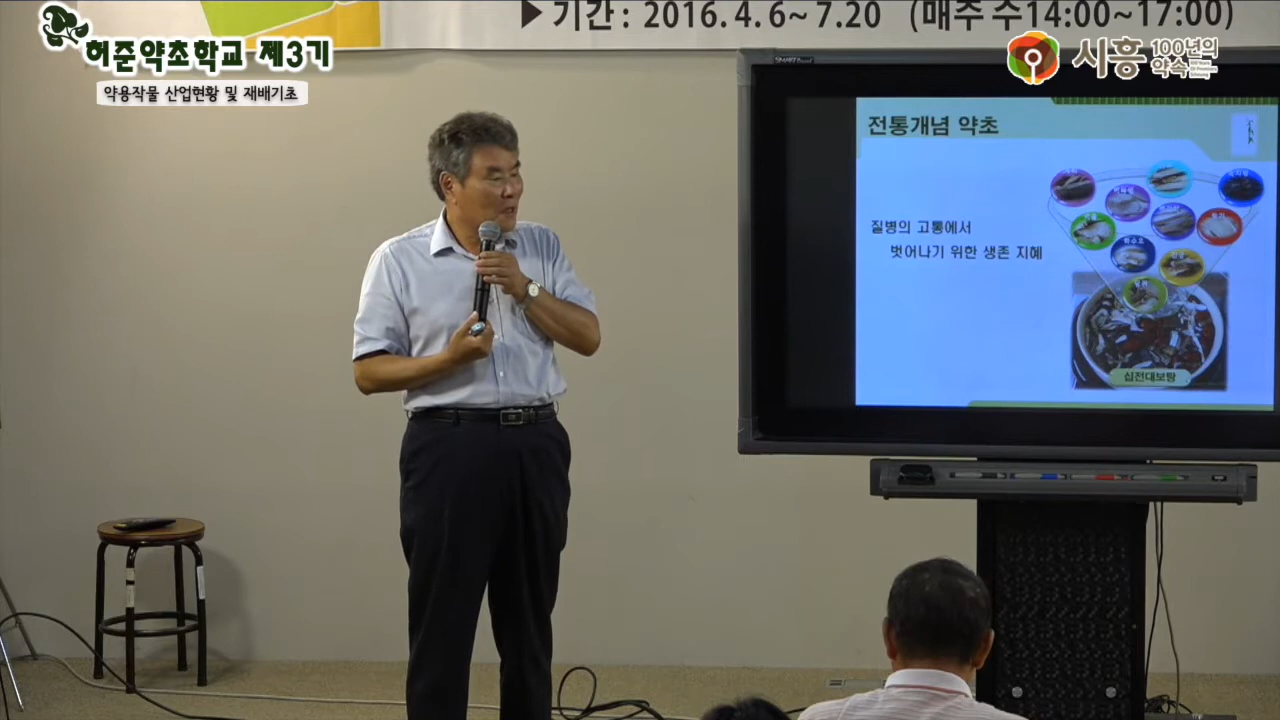 ▶ 기간 : 2016. 4. 6~ 7.20 (매주 수14:00~17:00)
허준약초학교 제3기
약용작물 산업현황 및 재배기초
시흥 100년의 약속
SMART
전통개념 약초
질병의 고통에서
벗어나기 위한 생존 지혜
십전대보탕